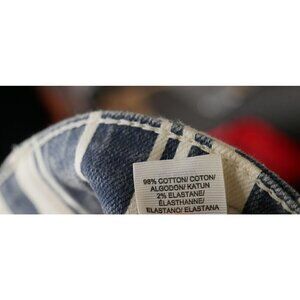 98% COTTON/ COTON/
ALGODON/ KATUN
2% ELASTANE/
ÉLASTHANNE/
ELASTANO/ ELASTANA